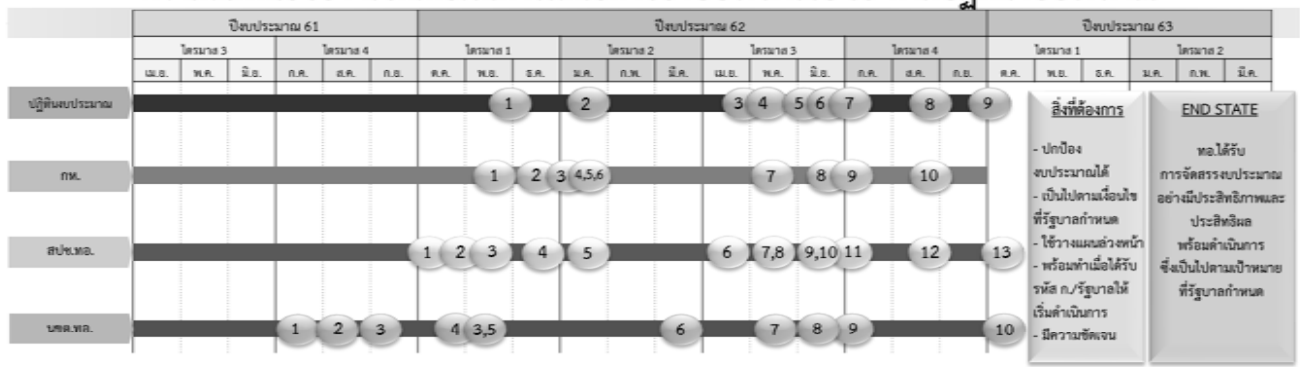 ปีงบประมาณ 61 ปีงบประมาณ 62 ปีงบประมาณ 63
ไตรมาส 3 ไตรมาส 4 ไตรมาส 1 ไตรมาส 2 ไตรมาส 3 ไตรมาส 4 ไตรมาส 1 ไตรมาส 2
เม.ย. พ.ค. มิ.ย. ก.ค. ส.ค. ก.ย. ต.ค. พ.ย. ธ.ค. ม.ค. ก.พ. มี.ค. เม.ย. พ.ค. มิ.ย. ก.ค. ส.ค. ก.ย. ต.ค. พ.ย. ธ.ค. ม.ค. ก.พ. มี.ค.
ปฏิทินงบประมาณ 1 2 3 4 5 6 7 8 9
กห. 1 2 3 4,5,6 7 8 9 10
สปช.ทอ. 1 2 3 4 5 6 7,8 9,10 11 12 13
นขต.ทอ. 1 2 3 4 3,5 6 7 8 9 10
สิ่งที่ต้องการ
- ปกป้อง
งบประมาณได้
- เป็นไปตามเงื่อนไข
ที่รัฐบาลกำหนด
- ใช้วางแผนล่วงหน้า
- พร้อมทำเมื่อได้รับ
รหัส ก./รัฐบาลให้
เริ่มดำเนินการ
- มีความชัดเจน
END STATE
ทอ.ได้รับ
การจัดสรรงบประมาณ
อย่างมีประสิทธิภาพและ
ประสิทธิผล
พร้อมดำเนินการ
ซึ่งเป็นไปตามเป้าหมาย
ที่รัฐบาลกำหนด